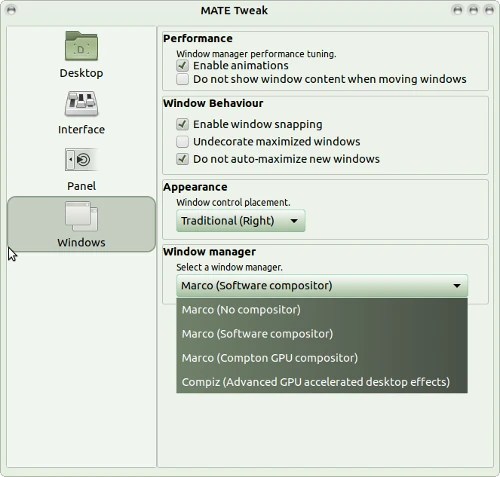 MATE Tweak
Desktop
Interface
Panel
Windows
Performance
Window manager performance tuning.
Enable animations
Do not show window content when moving windows
Window Behaviour
Enable window snapping
Undecorate maximized windows
Do not auto-maximize new windows
Appearance
Window control placement.
Traditional (Right)
Window manager
Select a window manager.
Marco (Software compositor)
Marco (No compositor)
Marco (Software compositor)
Marco (Compton GPU compositor)
Compiz (Advanced GPU accelerated desktop effects)